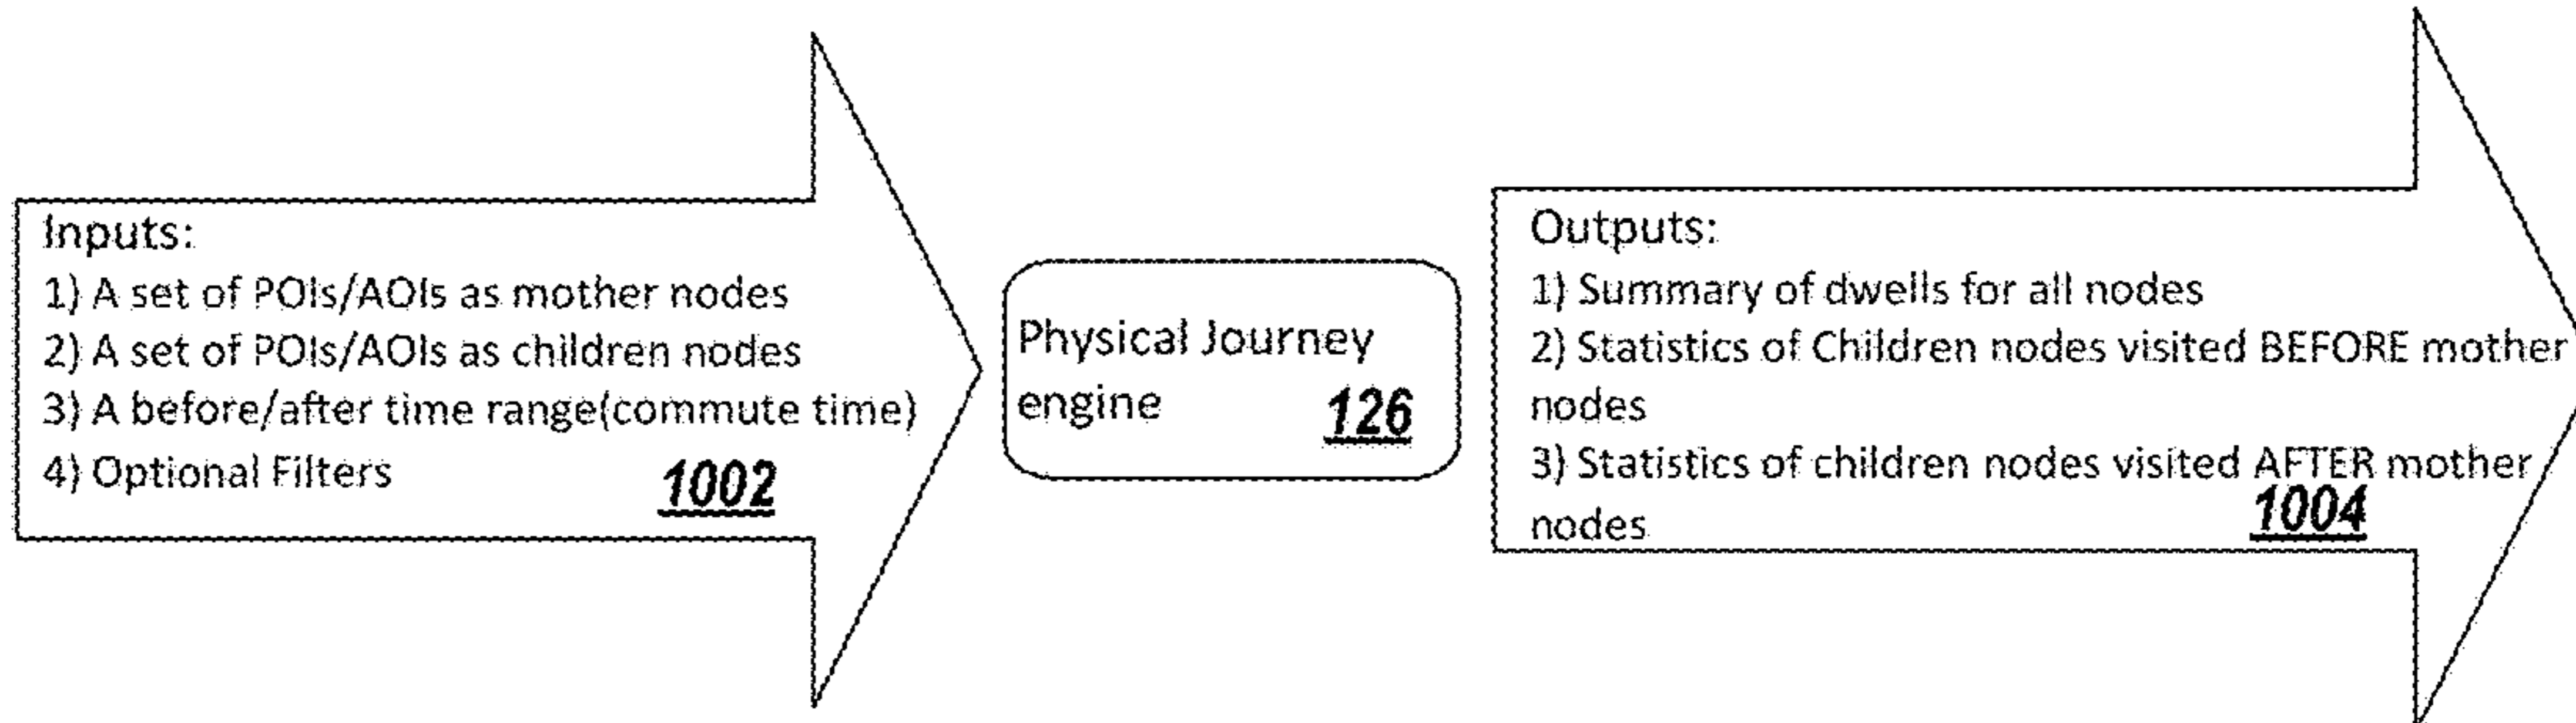 Inputs:
1) A set of POIs/AOIs as mother nodes
2) A set of POIs/AOIs as children nodes
3) A before/after time range(commute time)
4) Optional Filters
1002
Physical Journey
engine
126
Outputs:
1) Summary of dwells for all nodes
2) Statistics of Children nodes visited BEFORE mother
nodes
3) Statistics of children nodes visited AFTER mother
nodes
1004